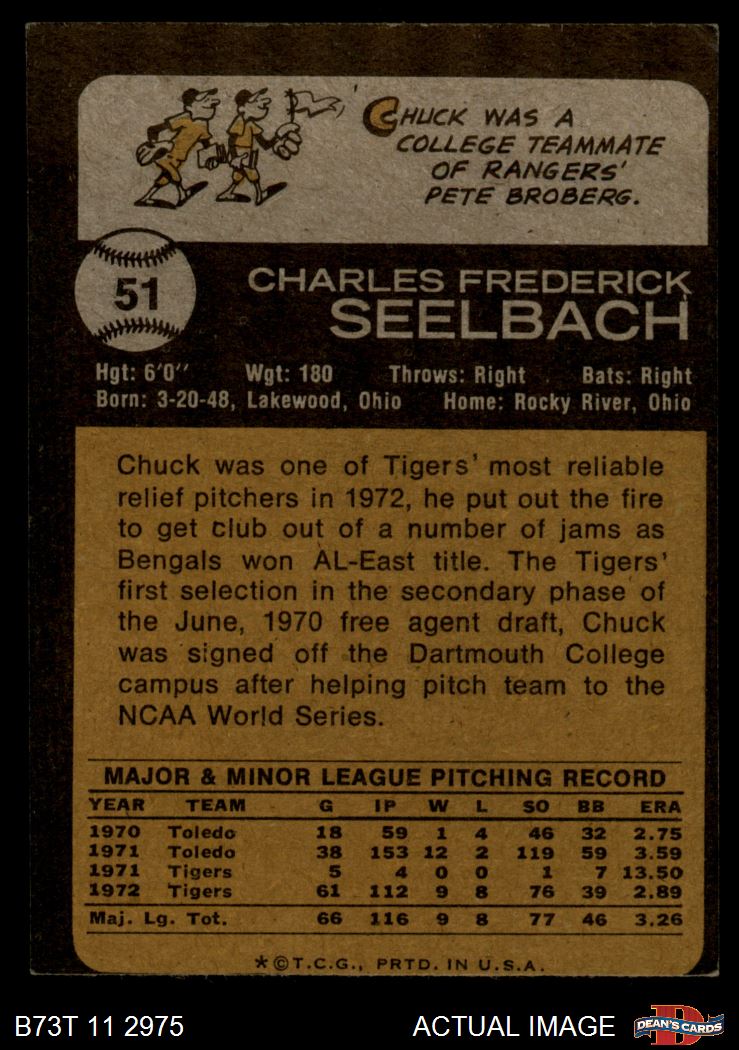 CHUCK WAS A
COLLEGE TEAMMATE
OF RANGERS'
PETE BROBERG.
51
CHARLES FREDERICK
SEELBACH
Hgt: 6'0" Wgt: 180 Throws: Right Bats: Right
Born: 3-20-48, Lakewood, Ohio Home: Rocky River, Ohio
Chuck was one of Tigers' most reliable
relief pitchers in 1972, he put out the fire
to get club out of a number of jams as
Bengals won AL-East title. The Tigers'
first selection in the secondary phase of
the June, 1970 free agent draft, Chuck
was signed off the Dartmouth College
campus after helping pitch team to the
NCAA World Series.
MAJOR & MINOR LEAGUE PITCHING RECORD
YEAR TEAM G IP W L SO BB ERA
1970 Toledo 18 59 1 4 46 32 2.75
1971 Toledo 38 153 12 2 119 59 3.59
1971 Tigers 5 4 0 0 1 7 13.50
1972 Tigers 61 112 9 8 76 39 2.89
Maj. Lg. Tot. 66 116 9 8 77 46 3.26
*©T.C.G., PRTD. IN U.S.A.
B73T 11 2975 ACTUAL IMAGE D DEAN'S CARDS